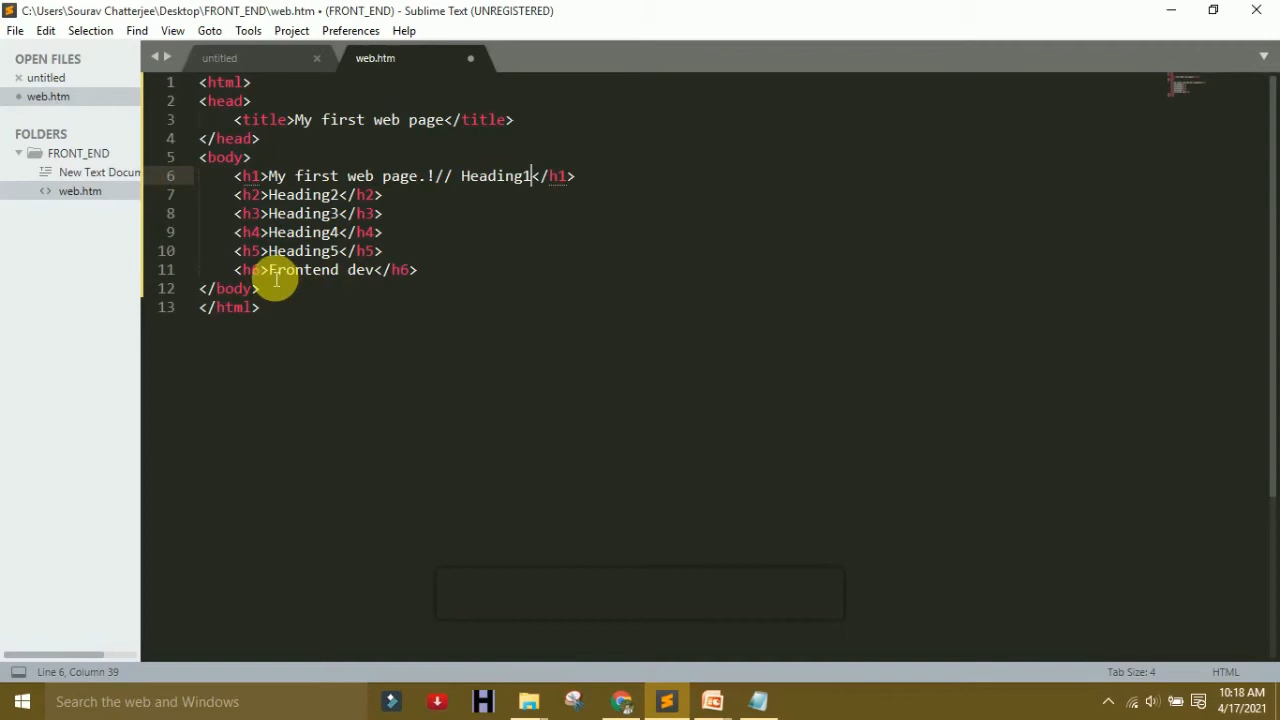 C:\Users\Sourav Chatterjee\Desktop\FRONT_END\web.htm • (FRONT_END) - Sublime Text (UNREGISTERED)
File Edit Selection Find View Goto Tools Project Preferences Help
OPEN FILES
untitled
web.htm
FOLDERS
FRONT_END
New Text Docum
web.htm
untitled
web.htm
1 <html>
2 <head>
3 <title>My first web page</title>
4 </head>
5 <body>
6 <h1>My first web page.!// Heading1</h1>
7 <h2>Heading2</h2>
8 <h3>Heading3</h3>
9 <h4>Heading4</h4>
10 <h5>Heading5</h5>
11 <h6>Frontend dev</h6>
12 </body>
13 </html>
Line 6, Column 39
Tab Size: 4
HTML
Search the web and Windows
10:18 AM
4/17/2021